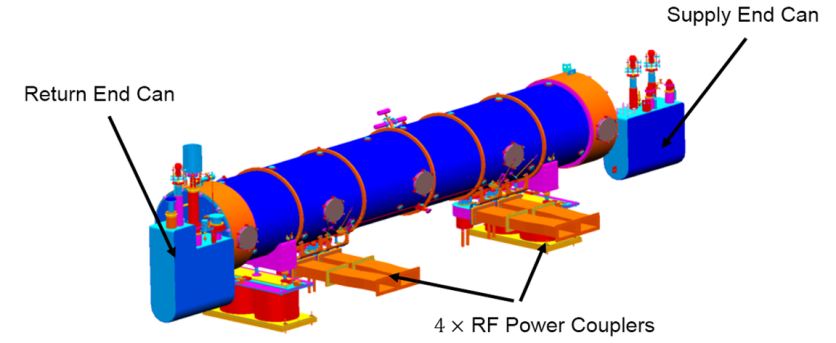 Supply End Can
Return End Can
4 × RF Power Couplers